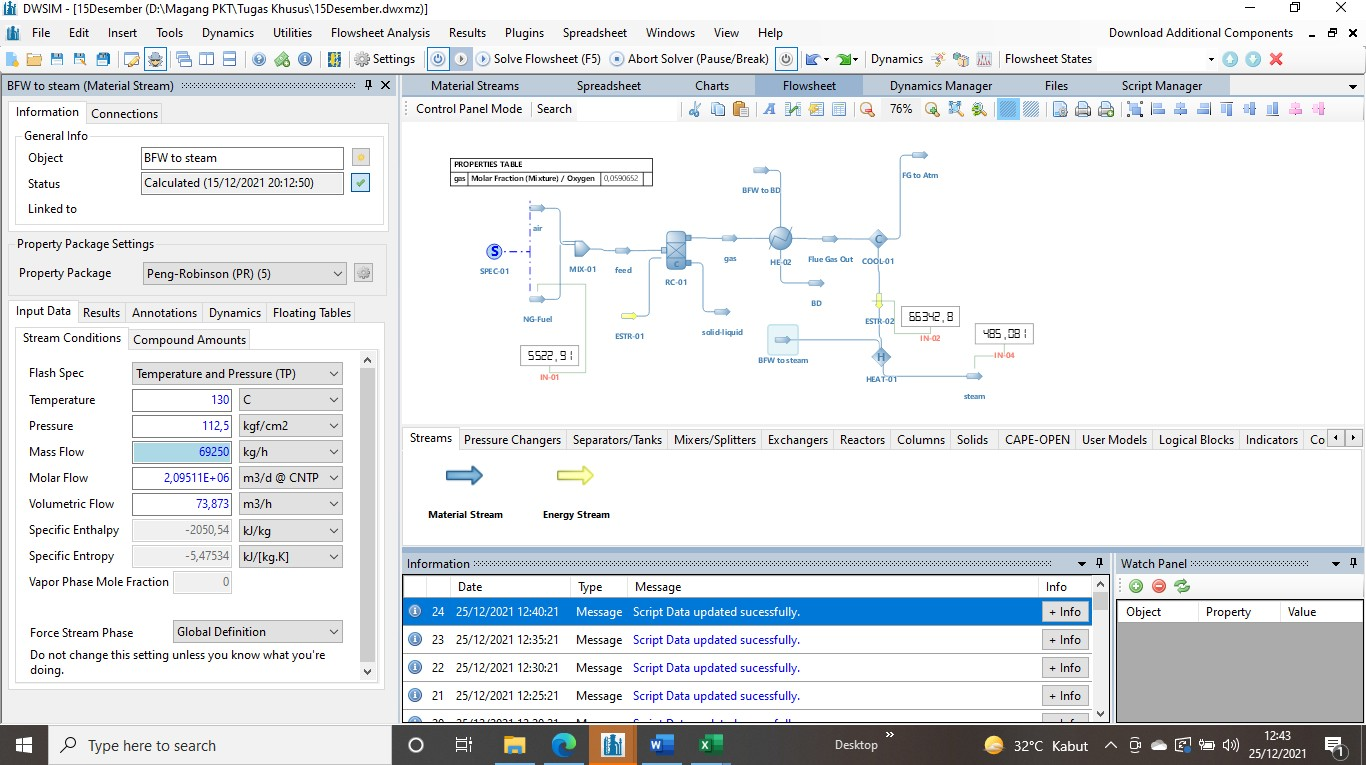 DWSIM - [15Desember (D:\Magang PKT\Tugas Khusus\15Desember.dwxmz)]
File Edit Insert Tools Dynamics Utilities Flowsheet Analysis Results Plugins Spreadsheet Windows View Help Download Additional Components
Settings Solve Flowsheet (F5) Abort Solver (Pause/Break) Dynamics Flowsheet States
BFW to steam (Material Stream)
Information Connections
General Info
Object BFW to steam
Status Calculated (15/12/2021 20:12:50)
Linked to
Property Package Settings
Property Package Peng-Robinson (PR) (5)
Input Data Results Annotations Dynamics Floating Tables
Stream Conditions Compound Amounts
Flash Spec Temperature and Pressure (TP)
Temperature 130 C
Pressure 112,5 kgf/cm2
Mass Flow 69250 kg/h
Molar Flow 2,09511E+06 m3/d @ CNTP
Volumetric Flow 73,873 m3/h
Specific Enthalpy -2050,54 kJ/kg
Specific Entropy -5,47534 kJ/[kg.K]
Vapor Phase Mole Fraction 0
Force Stream Phase Global Definition
Do not change this setting unless you know what you're
doing.
Material Streams Spreadsheet Charts Flowsheet Dynamics Manager Files Script Manager
Control Panel Mode Search 76%
PROPERTIES TABLE
gas Molar Fraction (Mixture) / Oxygen 0,0590652
BFW to BD
FG to Atm
air
S
SPEC-01
MIX-01
feed
C
RC-01
gas
HE-02
Flue Gas Out
C
COOL-01
NG-Fuel
ESTR-01
solid-liquid
BD
ESTR-02
66342,8
IN-02
485,081
IN-04
5522,91
IN-01
BFW to steam
H
HEAT-01
steam
Streams Pressure Changers Separators/Tanks Mixers/Splitters Exchangers Reactors Columns Solids CAPE-OPEN User Models Logical Blocks Indicators Co
Material Stream Energy Stream
Information
Date Type Message Info
24 25/12/2021 12:40:21 Message Script Data updated sucessfully. + Info
23 25/12/2021 12:35:21 Message Script Data updated sucessfully. + Info
22 25/12/2021 12:30:21 Message Script Data updated sucessfully. + Info
21 25/12/2021 12:25:21 Message Script Data updated sucessfully. + Info
Watch Panel
Object Property Value
Type here to search
Desktop
32°C Kabut
12:43
25/12/2021
1